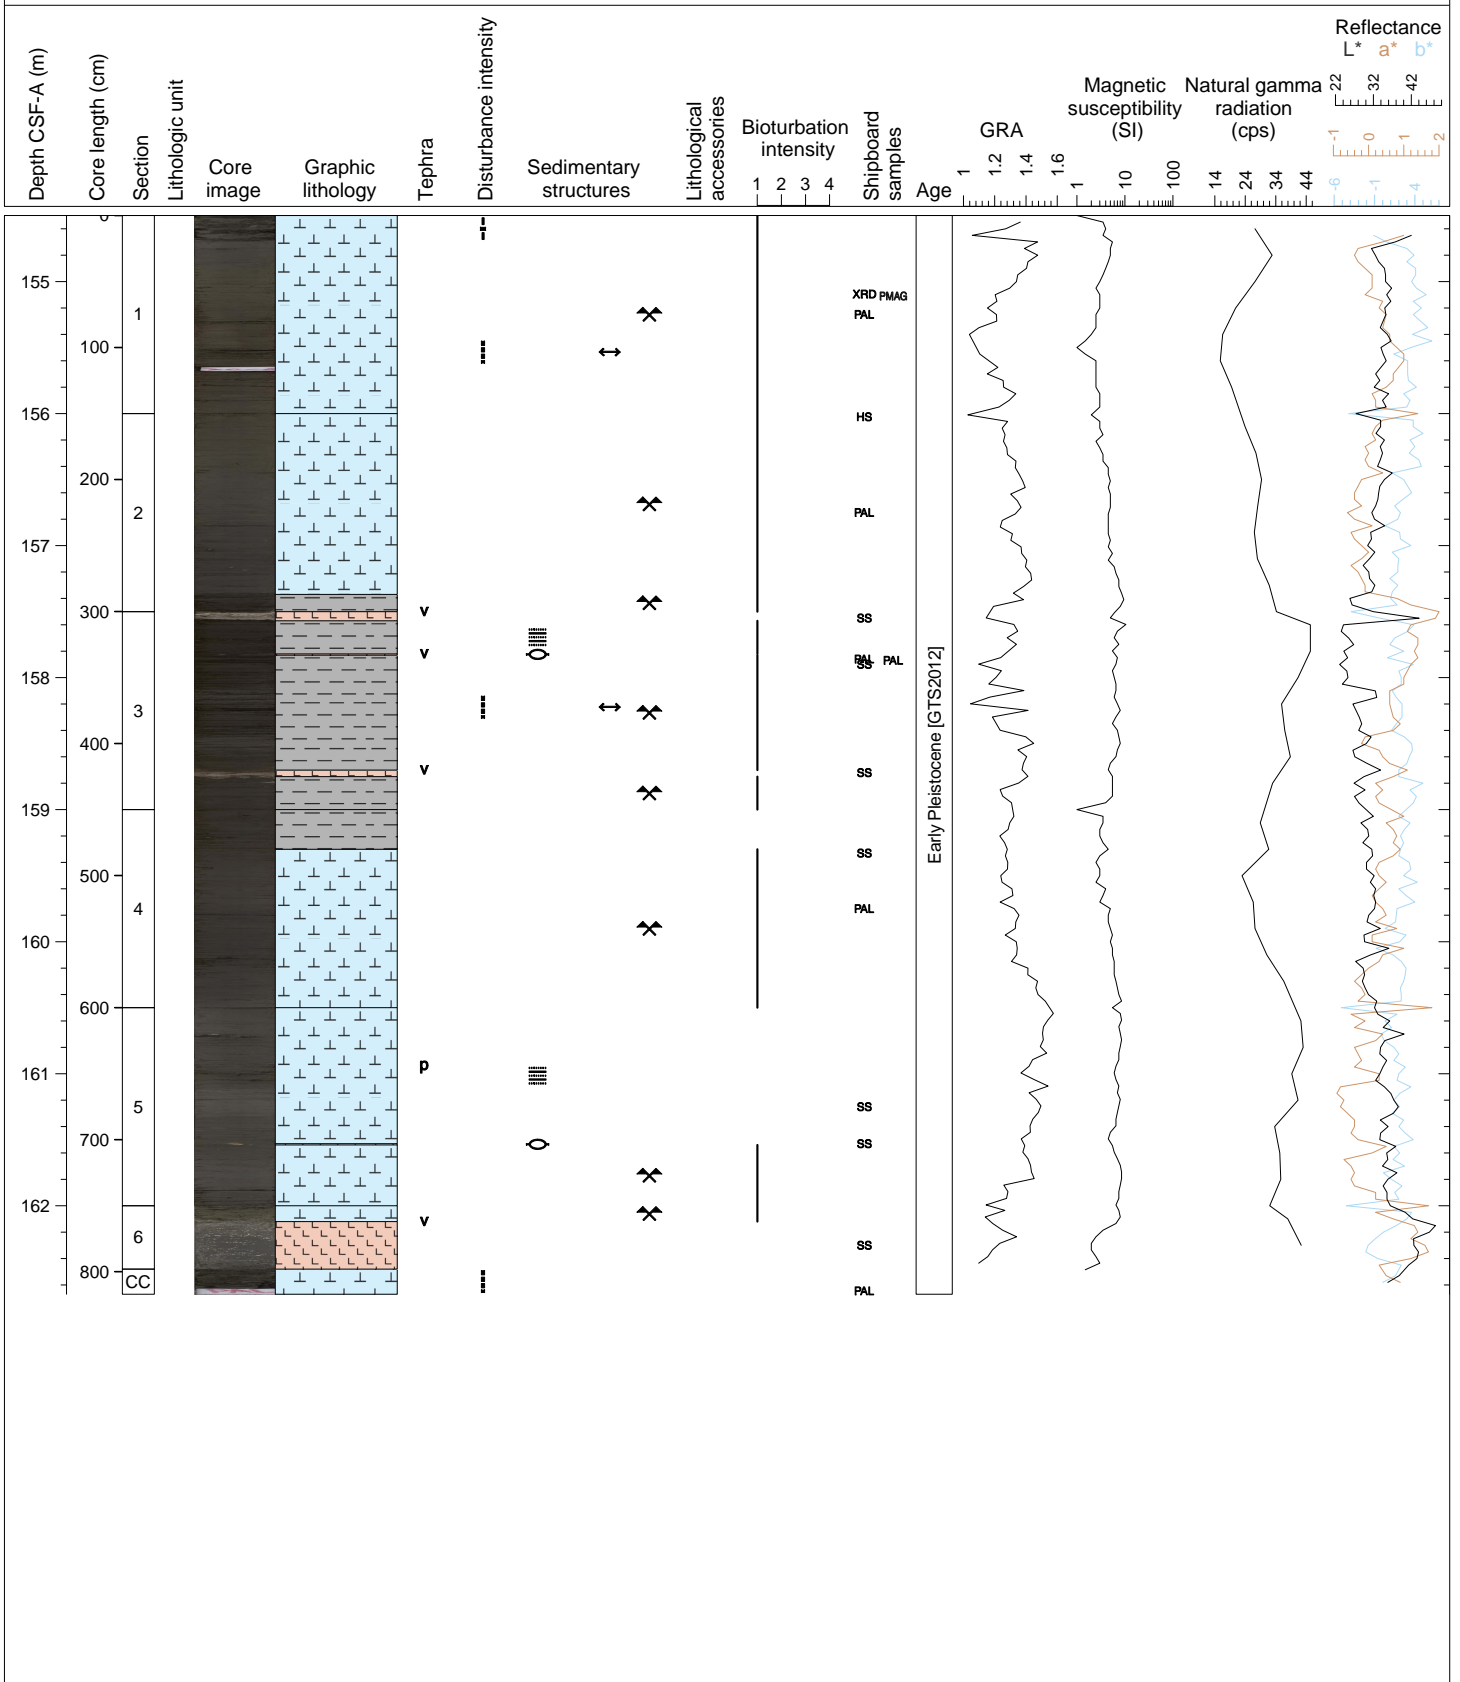 Depth CSF-A (m)
Core length (cm)
Section
Lithologic unit
Core
image
Graphic
lithology
Tephra
Disturbance intensity
Sedimentary
structures
Lithological
accessories
Bioturbation
intensity
1 2 3 4
Shipboard
samples
Age
GRA
1 1.2 1.4 1.6
Magnetic
susceptibility
(SI)
1 10 100
Natural gamma
radiation
(cps)
14 24 34 44
Reflectance
L* a* b*
22 32 42
-1 0 1 2
-6 -1 4
0
155
XRD PMAG
1
PAL
100
156
HS
200
2
PAL
157
300
v
SS
v
PAL PAL
SS
158
3
400
v
SS
159
SS
500
4
PAL
160
600
p
161
5
SS
700
SS
162
v
6
SS
800
CC
PAL
Early Pleistocene [GTS2012]